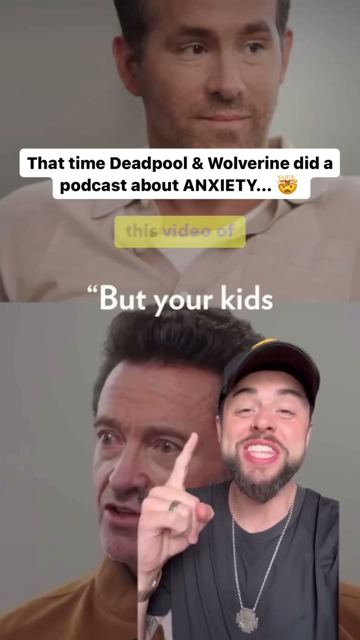 That time Deadpool & Wolverine did a
podcast about ANXIETY... 🤯
this video of
“But your kids